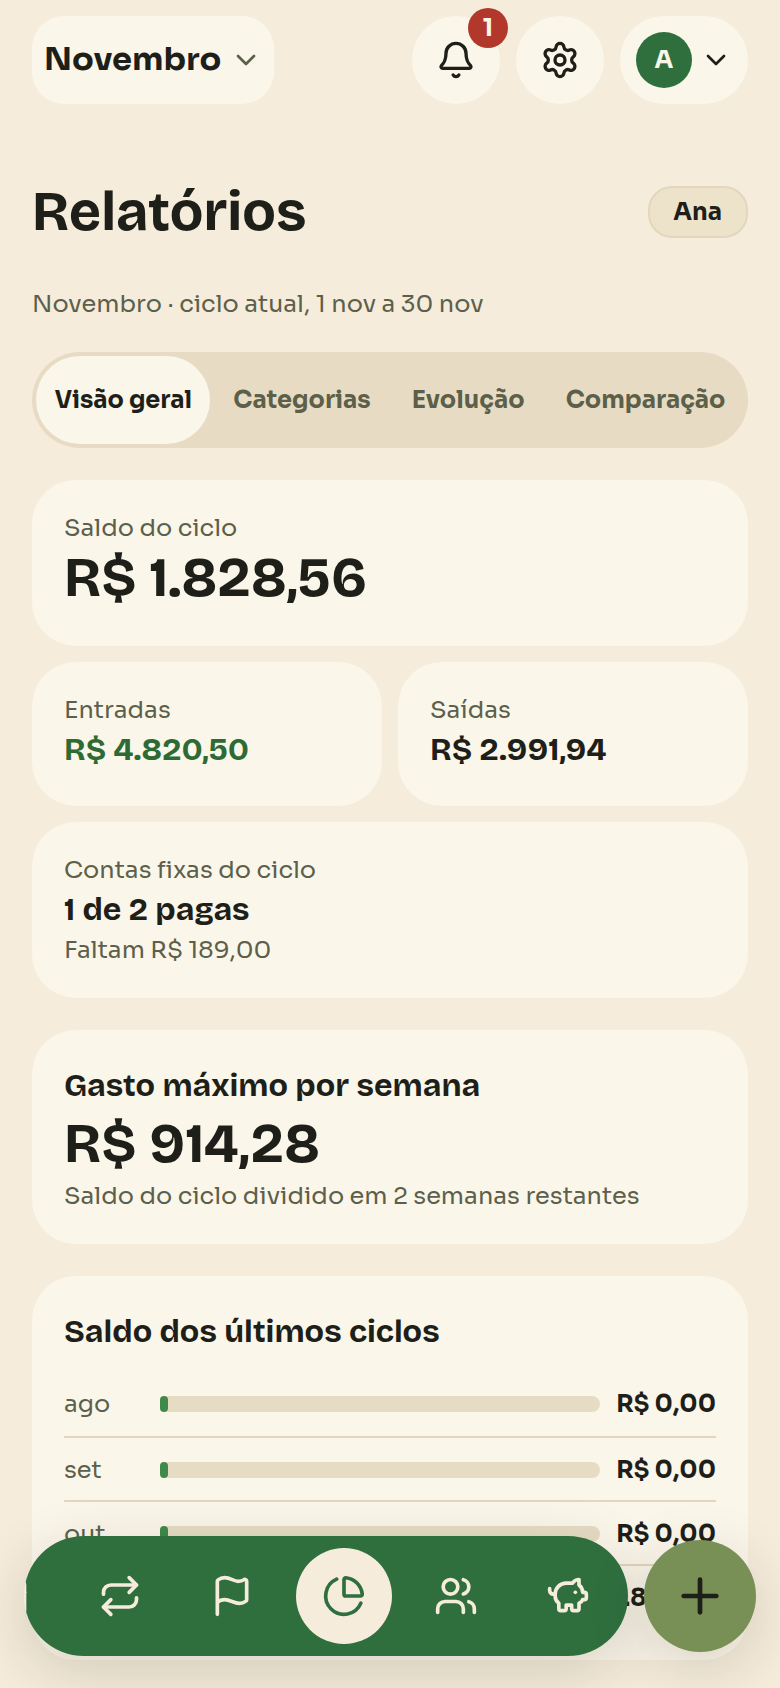 Novembro
1
A
Relatórios
Ana
Novembro · ciclo atual, 1 nov a 30 nov
Visão geral
Categorias
Evolução
Comparação
Saldo do ciclo
R$ 1.828,56
Entradas
R$ 4.820,50
Saídas
R$ 2.991,94
Contas fixas do ciclo
1 de 2 pagas
Faltam R$ 189,00
Gasto máximo por semana
R$ 914,28
Saldo do ciclo dividido em 2 semanas restantes
Saldo dos últimos ciclos
ago R$ 0,00
set R$ 0,00
out R$ 0,00